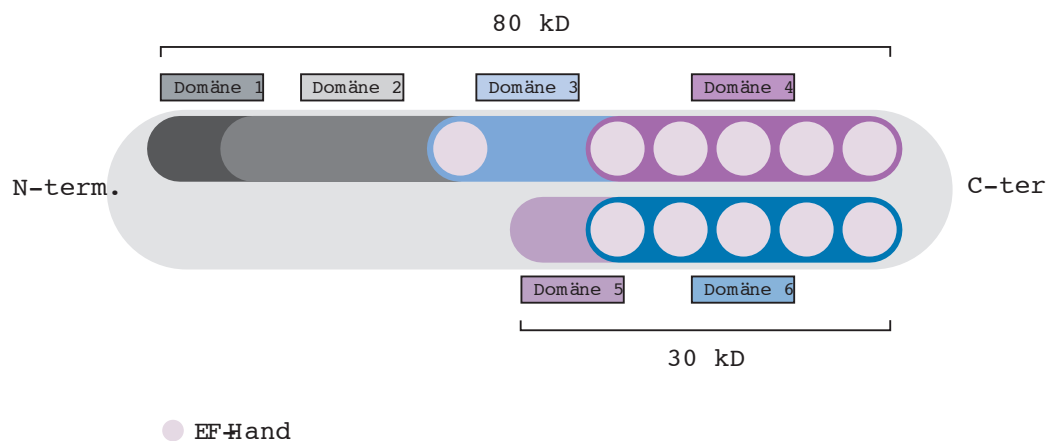 80 kD
Domäne 1 Domäne 2 Domäne 3 Domäne 4
N-term. C-ter
Domäne 5 Domäne 6
30 kD
EF-Hand